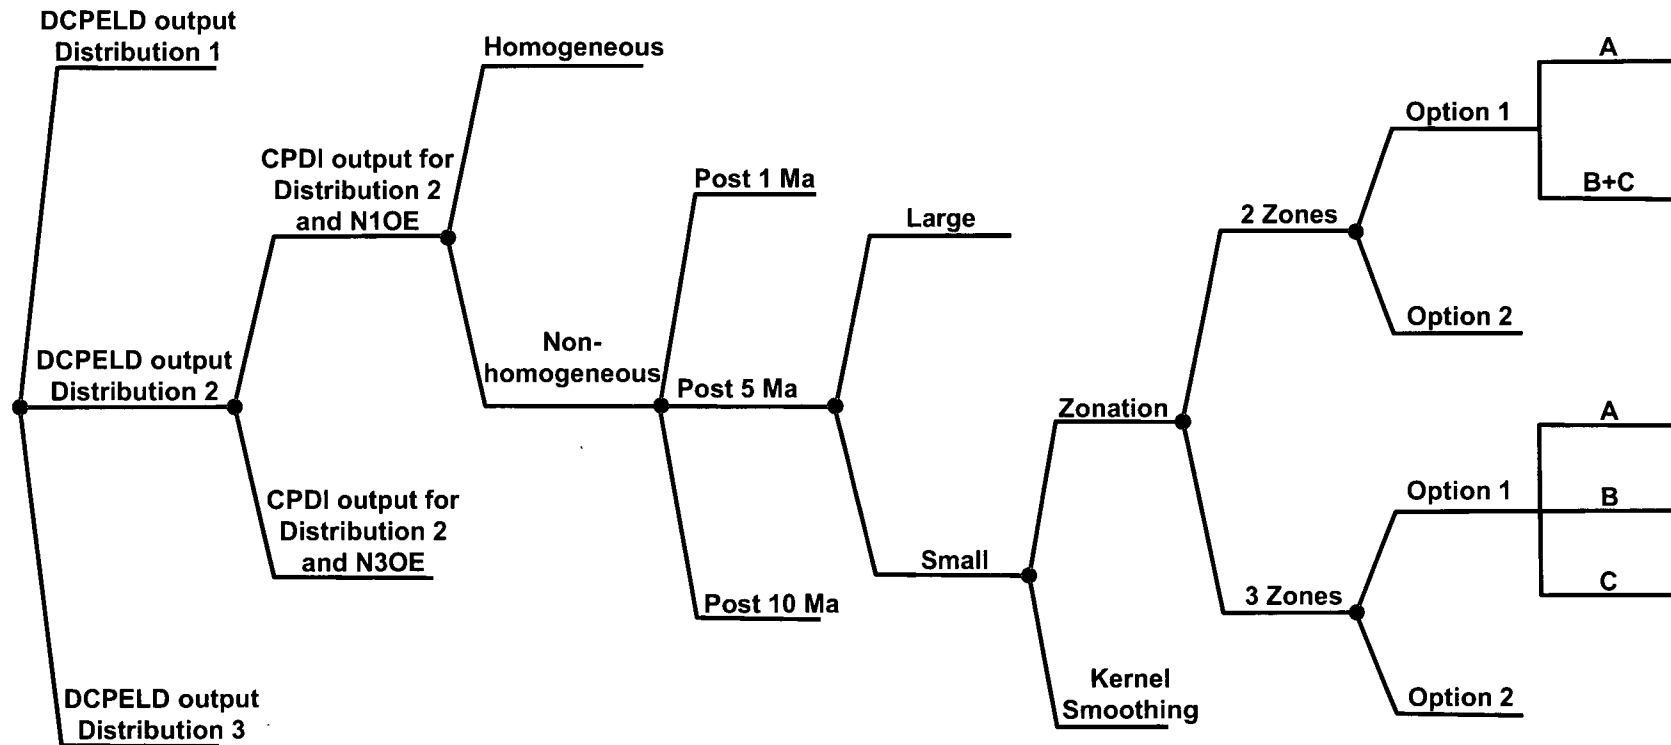 DCPELD output
Distribution 1
DCPELD output
Distribution 2
DCPELD output
Distribution 3
CPDI output for
Distribution 2
and N1OE
CPDI output for
Distribution 2
and N3OE
Homogeneous
Non-
homogeneous
Post 1 Ma
Post 5 Ma
Post 10 Ma
Large
Small
Zonation
Kernel
Smoothing
2 Zones
3 Zones
Option 1
Option 2
Option 1
Option 2
A
B+C
A
B
C